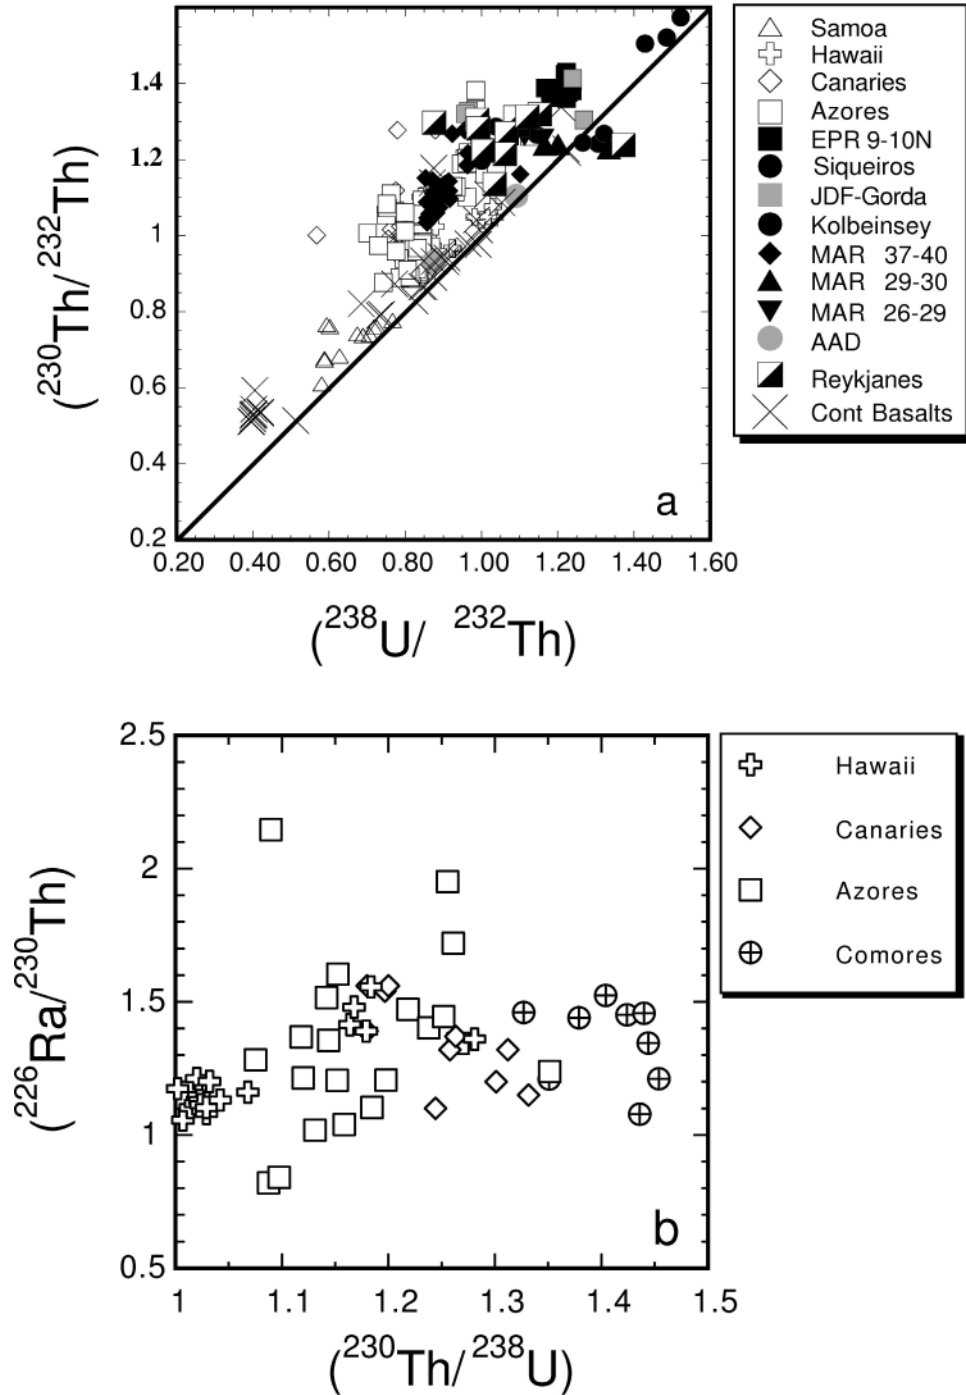 1.4
1.2
1
0.8
0.6
0.4
0.2
0.20 0.40 0.60 0.80 1.00 1.20 1.40 1.60
(²³⁰Th/²³²Th)
(²³⁸U/ ²³²Th)
a
Samoa
Hawaii
Canaries
Azores
EPR 9-10N
Siqueiros
JDF-Gorda
Kolbeinsey
MAR 37-40
MAR 29-30
MAR 26-29
AAD
Reykjanes
Cont Basalts
2.5
2
1.5
1
0.5
1 1.1 1.2 1.3 1.4 1.5
(²²⁶Ra/²³⁰Th)
(²³⁰Th/²³⁸U)
b
Hawaii
Canaries
Azores
Comores